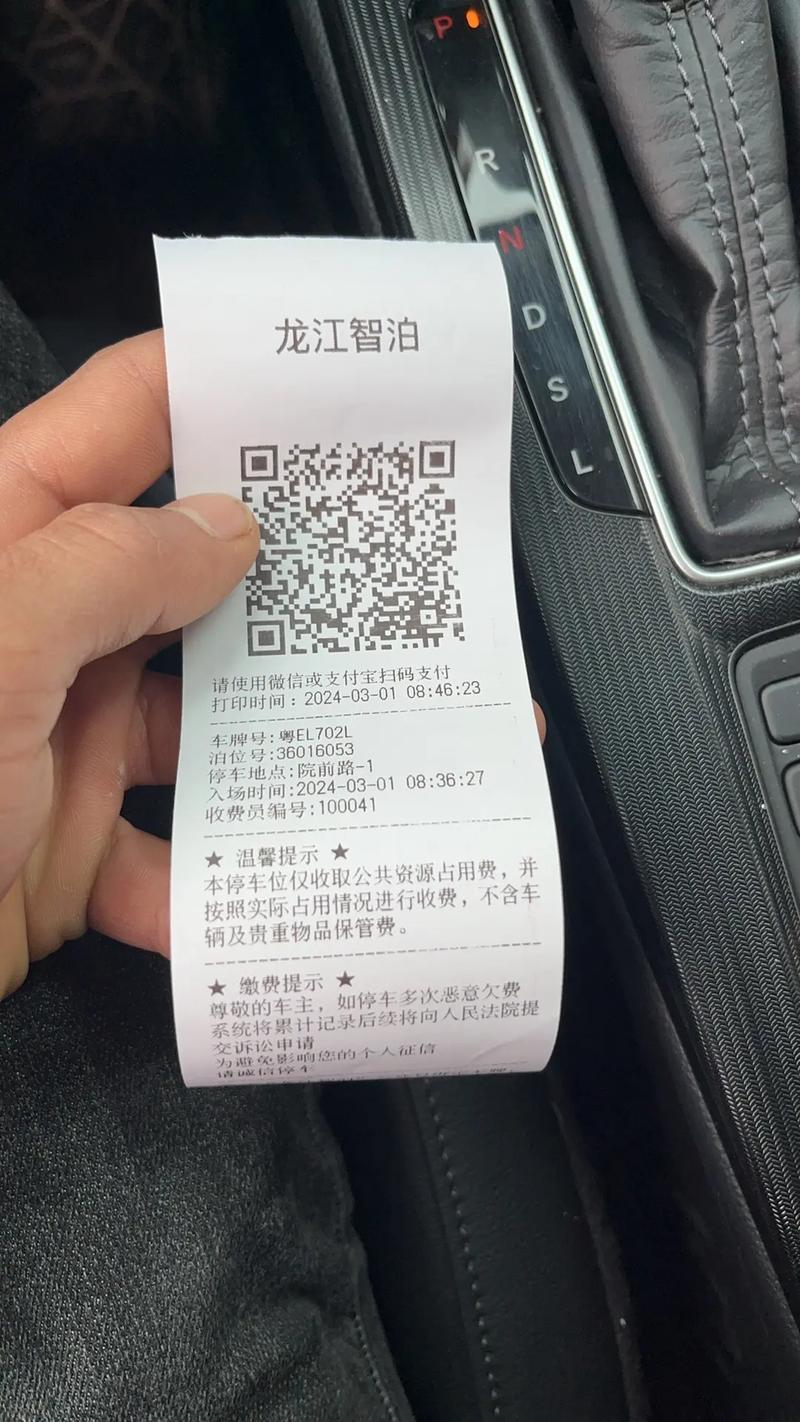 P
R
N
D
S
L
龙江智泊
请使用微信或支付宝扫码支付
打印时间：2024-03-01 08:46:23
车牌号:粤EL702L
泊位号:36016053
停车地点:院前路-1
入场时间:2024-03-01 08:36:27
收费员编号:100041
★ 温馨提示 ★
本停车位仅收取公共资源占用费，并
按照实际占用情况进行收费，不含车
辆及贵重物品保管费。
★ 缴费提示 ★
尊敬的车主，如停车多次恶意欠费
系统将累计记录后续将向人民法院提
交诉讼申请
为避免影响您的个人征信
请诚信停车